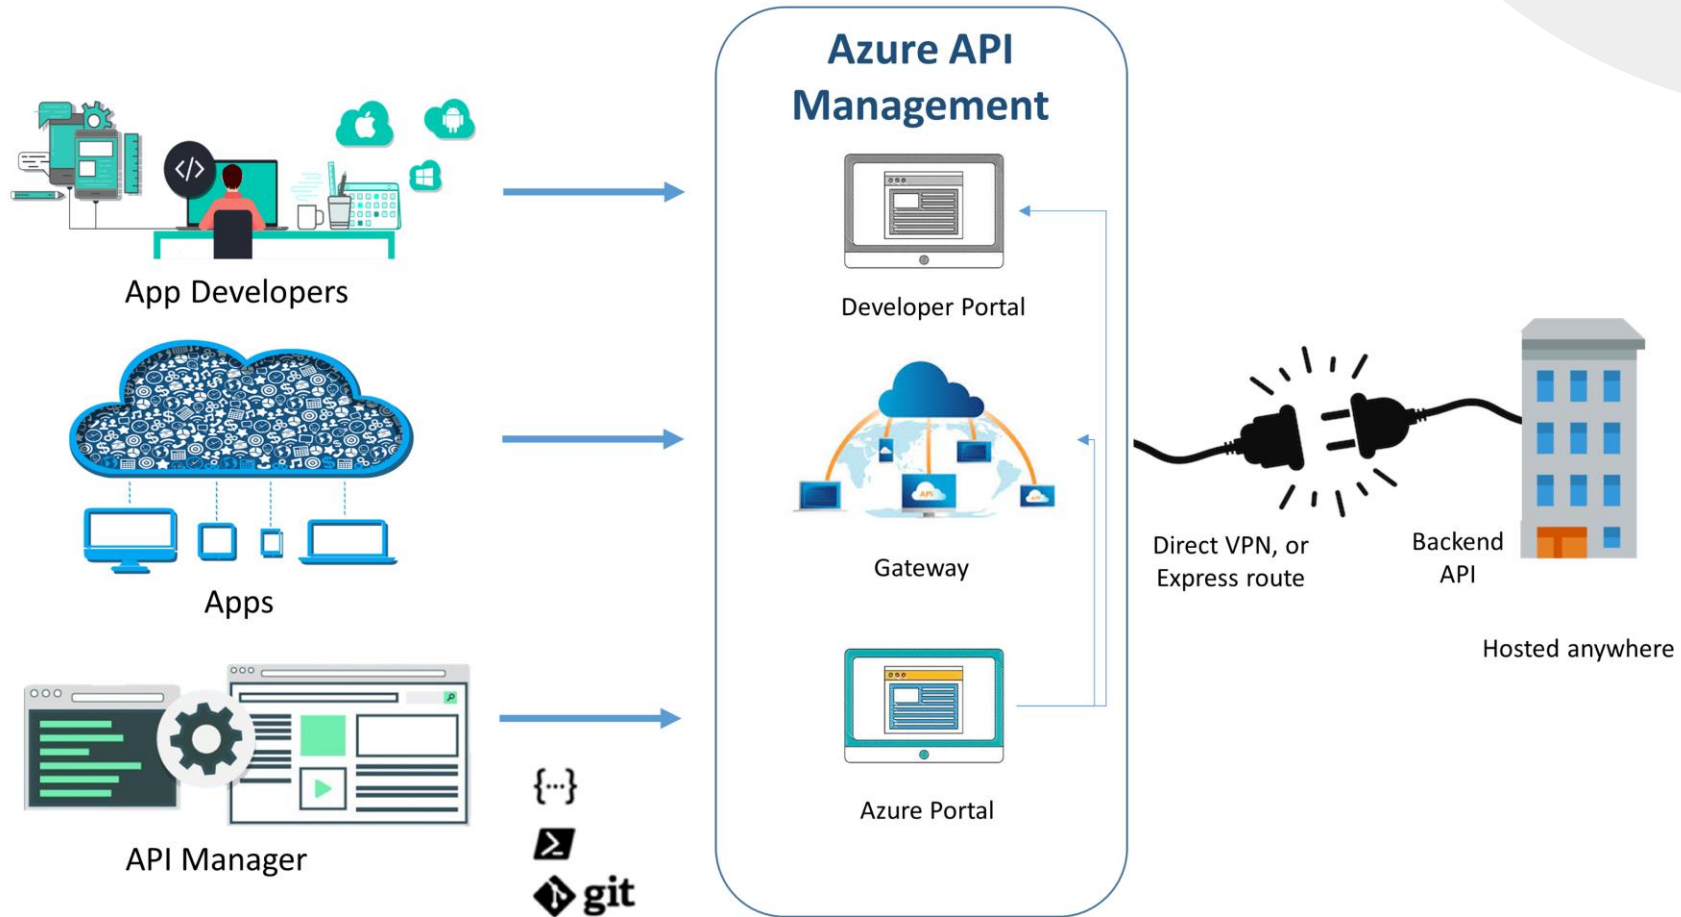 Azure API
Management
</>
App Developers
Developer Portal
API
Apps
Gateway
Direct VPN, or
Express route
Backend
API
Hosted anywhere
{...}
>_
git
API Manager
Azure Portal